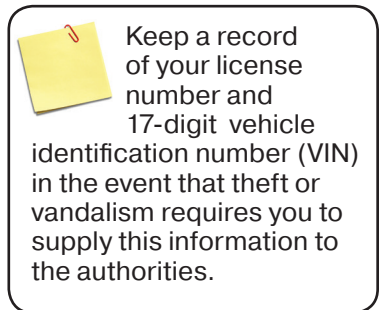 Keep a record
of your license
number and
17-digit vehicle
identification number (VIN)
in the event that theft or
vandalism requires you to
supply this information to
the authorities.